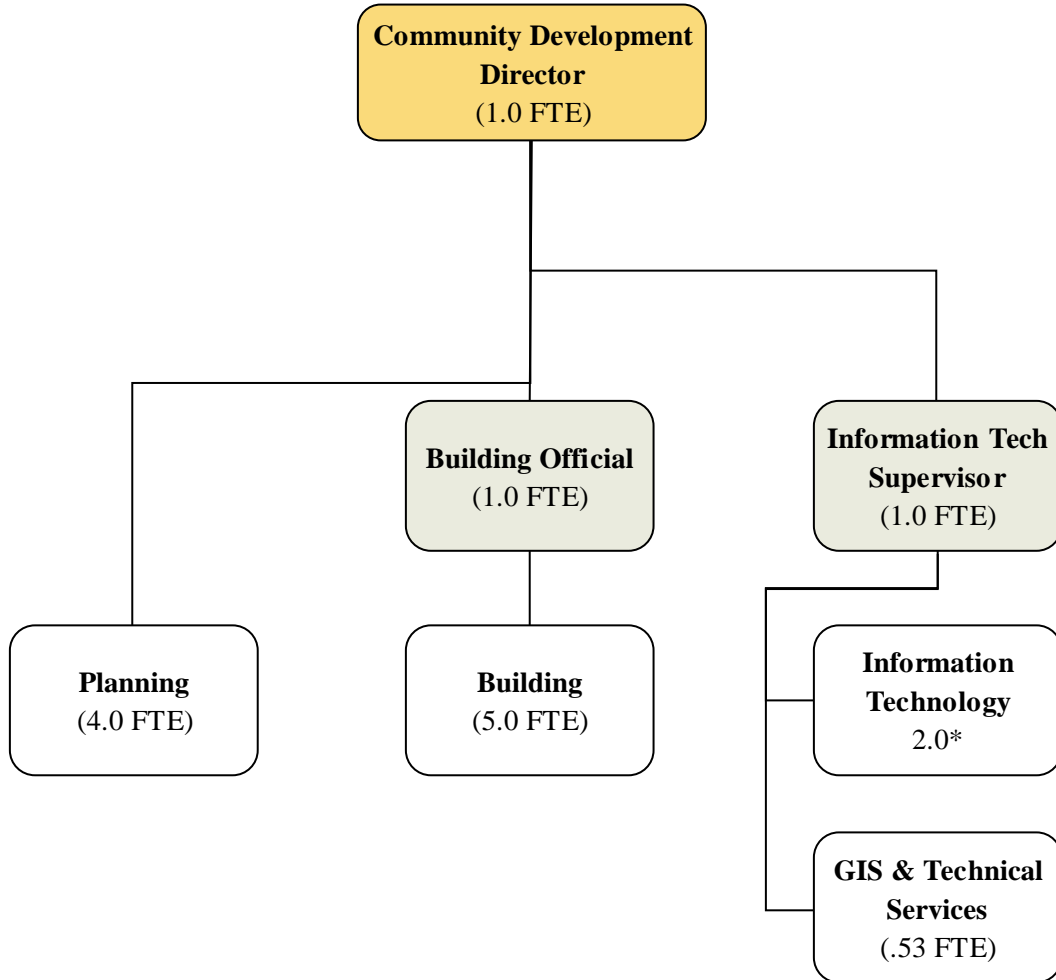 Community Development
Director
(1.0 FTE)
Building Official
(1.0 FTE)
Information Tech
Supervisor
(1.0 FTE)
Planning
(4.0 FTE)
Building
(5.0 FTE)
Information
Technology
2.0*
GIS & Technical
Services
(.53 FTE)